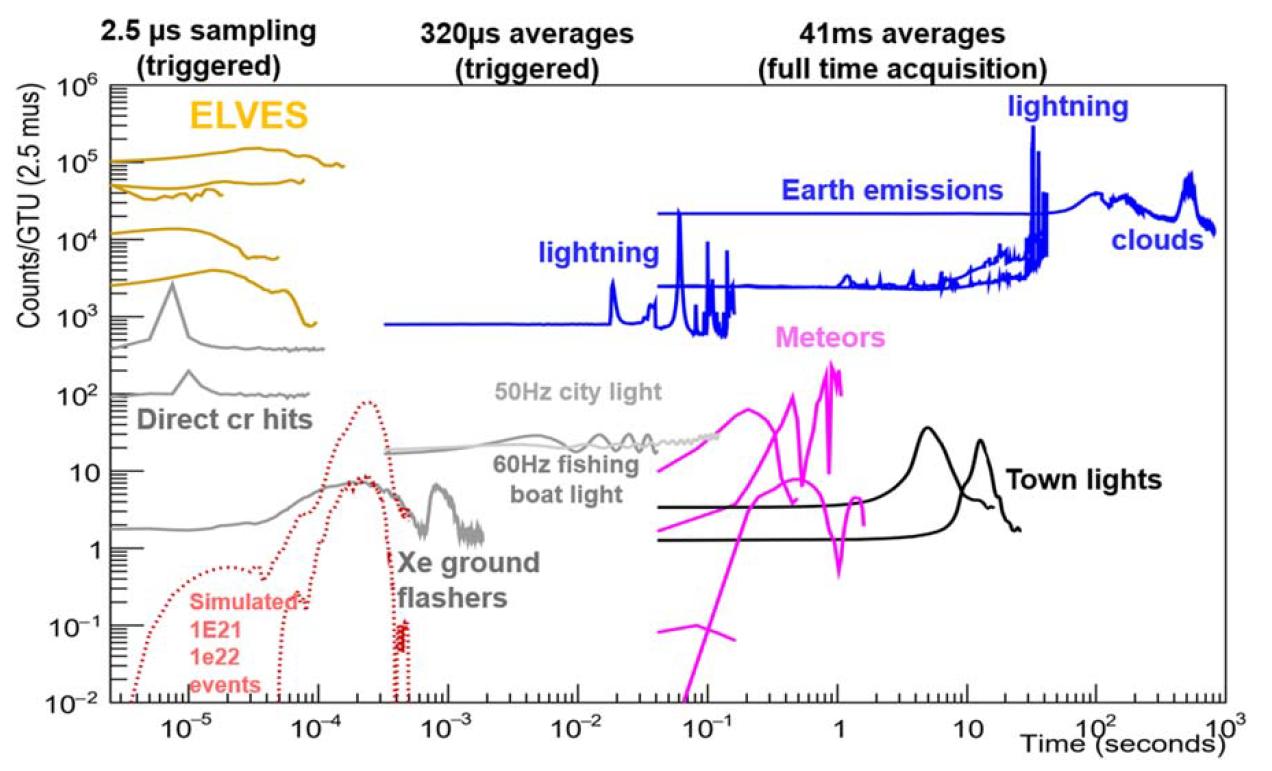 2.5 µs sampling
(triggered)
320µs averages
(triggered)
41ms averages
(full time acquisition)
Counts/GTU (2.5 mus)
10⁶
10⁵
10⁴
10³
10²
10
1
10⁻¹
10⁻²
ELVES
lightning
Earth emissions
clouds
lightning
Meteors
50Hz city light
Direct cr hits
60Hz fishing
boat light
Town lights
Xe ground
flashers
Simulated
1E21
1e22
events
10⁻⁵
10⁻⁴
10⁻³
10⁻²
10⁻¹
1
10
10²
10³
Time (seconds)